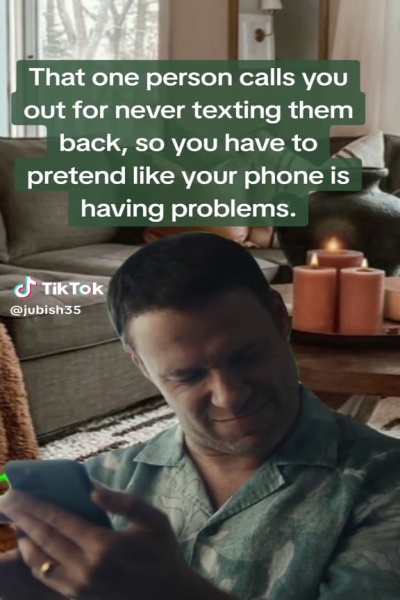 That one person calls you
out for never texting them
back, so you have to
pretend like your phone is
having problems.
TikTok
@jubish35